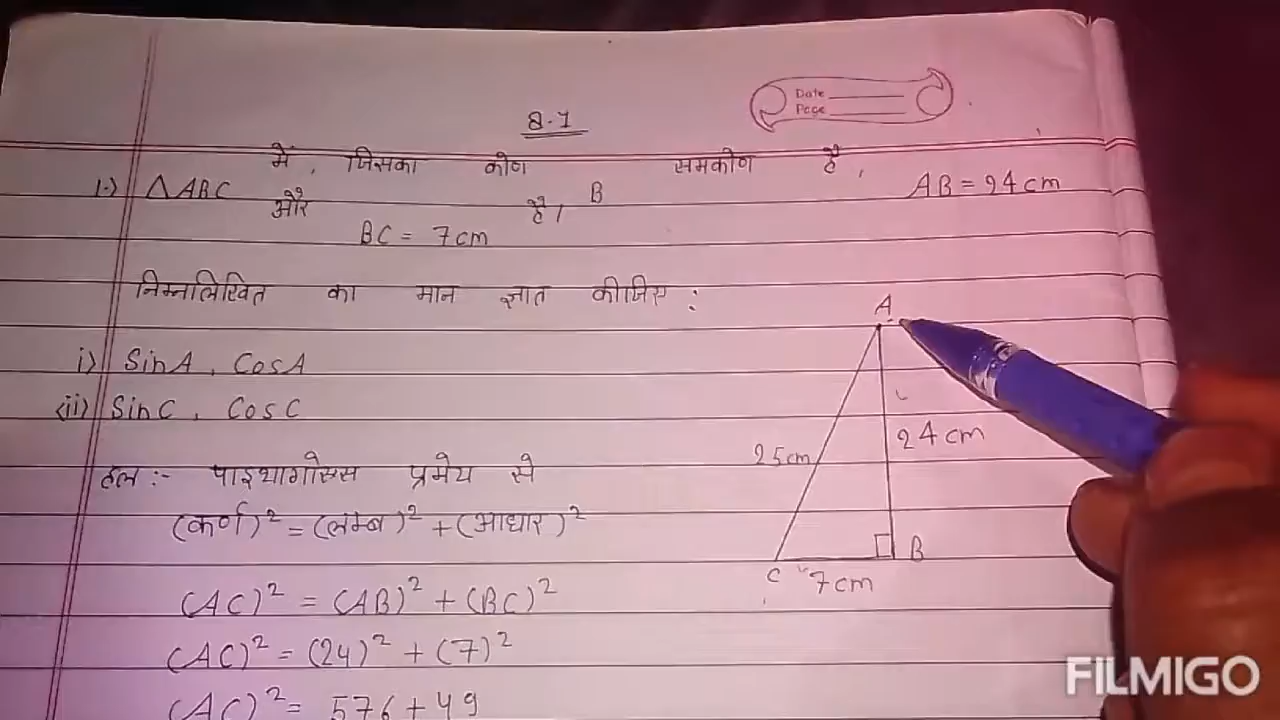 8.1
Date
Page
1.) △ABC में, जिसका कोण B समकोण है, AB = 24 cm
और BC = 7 cm है।
निम्नलिखित का मान ज्ञात कीजिए :
i) SinA, CosA
(ii) SinC, CosC
हल :- पाइथागोरस प्रमेय से
(कर्ण)² = (लम्ब)² + (आधार)²
(AC)² = (AB)² + (BC)²
(AC)² = (24)² + (7)²
(AC)² = 576 + 49
A
24 cm
25cm
B
C
7cm
FILMIGO